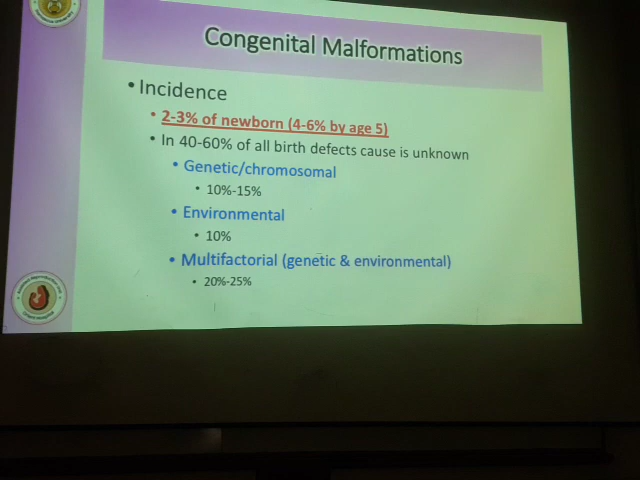 Congenital Malformations
• Incidence
• 2-3% of newborn (4-6% by age 5)
• In 40-60% of all birth defects cause is unknown
• Genetic/chromosomal
• 10%-15%
• Environmental
• 10%
• Multifactorial (genetic & environmental)
• 20%-25%